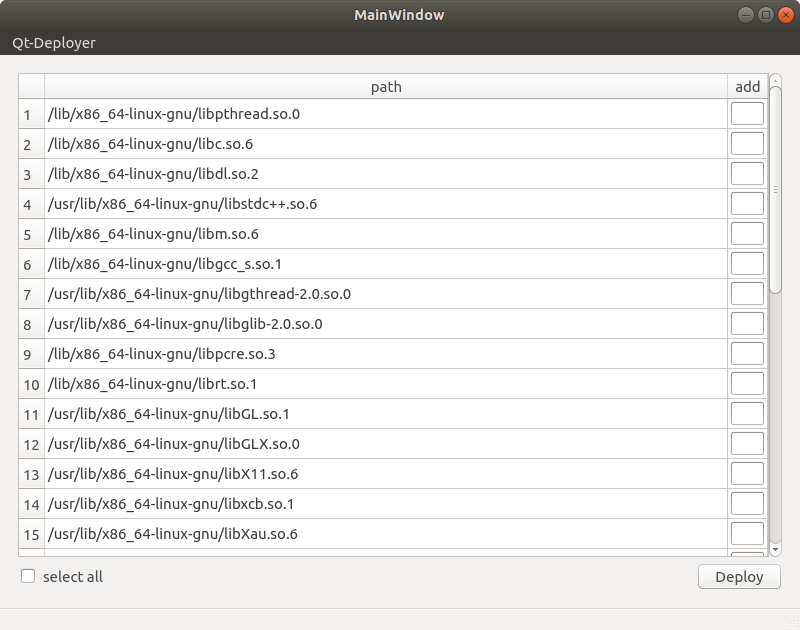 MainWindow
Qt-Deployer
path add
1 /lib/x86_64-linux-gnu/libpthread.so.0
2 /lib/x86_64-linux-gnu/libc.so.6
3 /lib/x86_64-linux-gnu/libdl.so.2
4 /usr/lib/x86_64-linux-gnu/libstdc++.so.6
5 /lib/x86_64-linux-gnu/libm.so.6
6 /lib/x86_64-linux-gnu/libgcc_s.so.1
7 /usr/lib/x86_64-linux-gnu/libgthread-2.0.so.0
8 /usr/lib/x86_64-linux-gnu/libglib-2.0.so.0
9 /lib/x86_64-linux-gnu/libpcre.so.3
10 /lib/x86_64-linux-gnu/librt.so.1
11 /usr/lib/x86_64-linux-gnu/libGL.so.1
12 /usr/lib/x86_64-linux-gnu/libGLX.so.0
13 /usr/lib/x86_64-linux-gnu/libX11.so.6
14 /usr/lib/x86_64-linux-gnu/libxcb.so.1
15 /usr/lib/x86_64-linux-gnu/libXau.so.6
select all Deploy